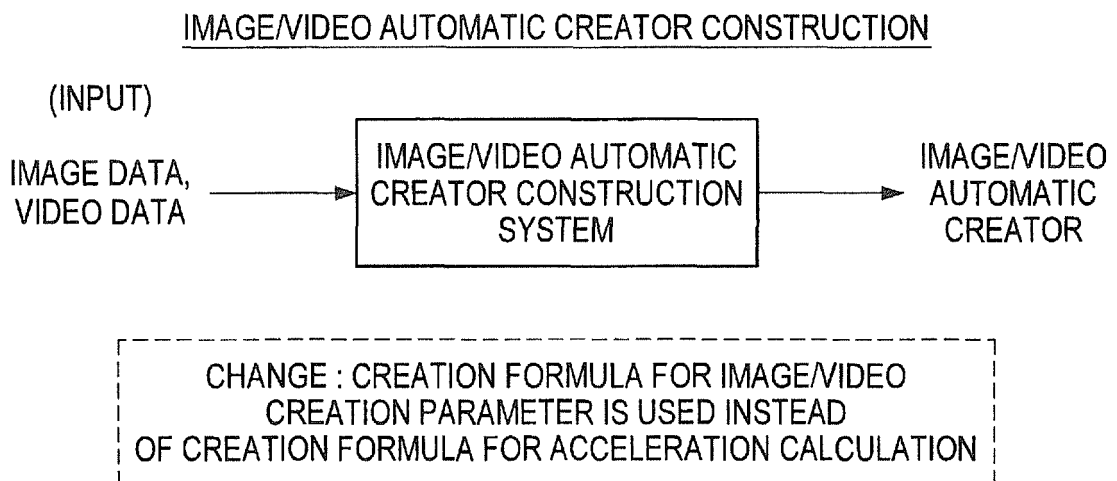 IMAGE/VIDEO AUTOMATIC CREATOR CONSTRUCTION
(INPUT)
IMAGE DATA,
VIDEO DATA
IMAGE/VIDEO AUTOMATIC
CREATOR CONSTRUCTION
SYSTEM
IMAGE/VIDEO
AUTOMATIC
CREATOR
CHANGE : CREATION FORMULA FOR IMAGE/VIDEO
CREATION PARAMETER IS USED INSTEAD
OF CREATION FORMULA FOR ACCELERATION CALCULATION